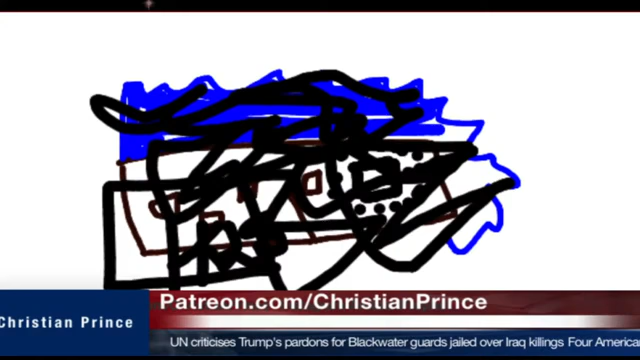 Patreon.com/ChristianPrince
Christian Prince
UN criticises Trump's pardons for Blackwater guards jailed over Iraq killings Four America